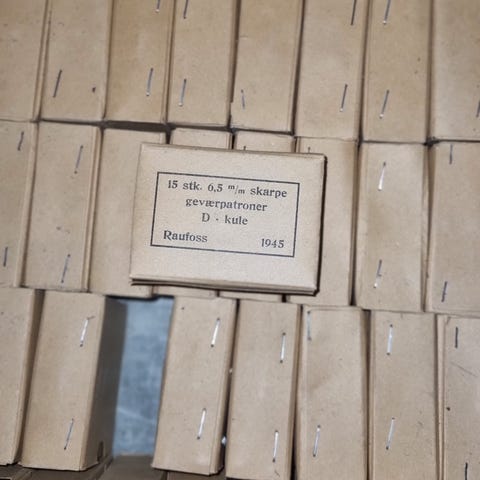 15 stk. 6,5 m/m skarpe
geværpatroner
D - kule
Raufoss 1945